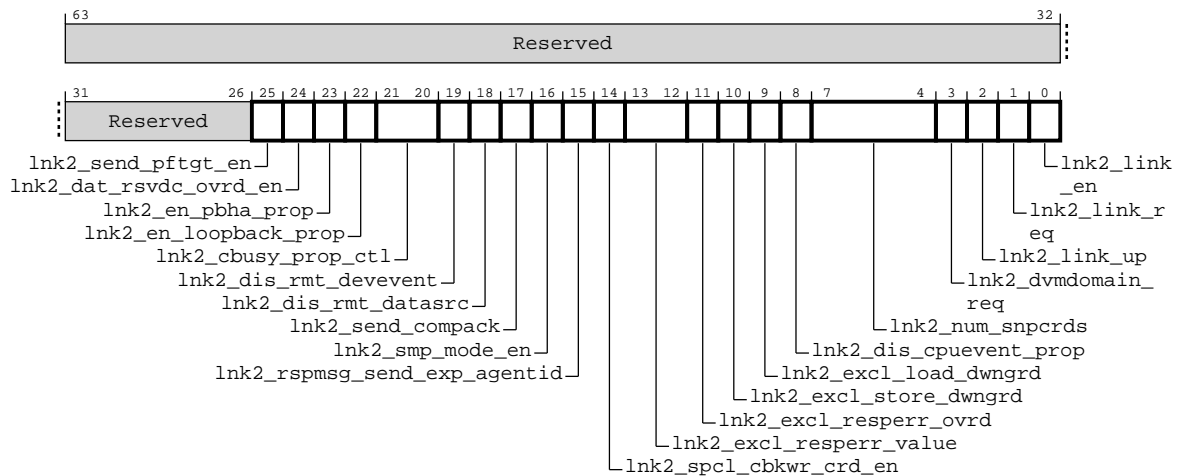 63 32
Reserved
31 26 25 24 23 22 21 20 19 18 17 16 15 14 13 12 11 10 9 8 7 4 3 2 1 0
Reserved
lnk2_send_pftgt_en
lnk2_dat_rsvdc_ovrd_en
lnk2_en_pbha_prop
lnk2_en_loopback_prop
lnk2_cbusy_prop_ctl
lnk2_dis_rmt_devevent
lnk2_dis_rmt_datasrc
lnk2_send_compack
lnk2_smp_mode_en
lnk2_rspmsg_send_exp_agentid
lnk2_link
_en
lnk2_link_r
eq
lnk2_link_up
lnk2_dvmdomain_
req
lnk2_num_snpcrds
lnk2_dis_cpuevent_prop
lnk2_excl_load_dwngrd
lnk2_excl_store_dwngrd
lnk2_excl_resperr_ovrd
lnk2_excl_resperr_value
lnk2_spcl_cbkwr_crd_en